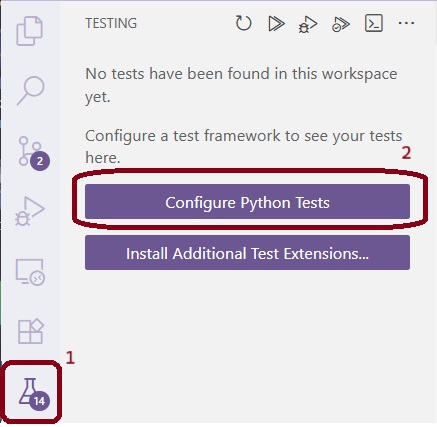 TESTING
No tests have been found in this workspace
yet.
Configure a test framework to see your tests
here.
2
Configure Python Tests
Install Additional Test Extensions...
2
1
14